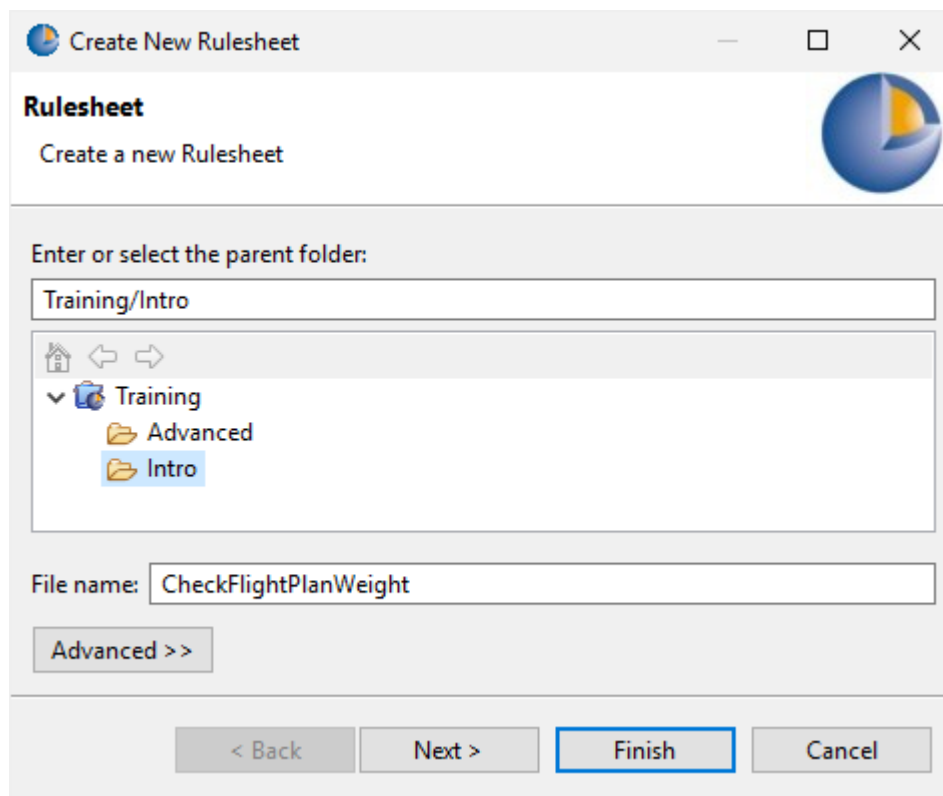 Create New Rulesheet
Rulesheet
Create a new Rulesheet
Enter or select the parent folder:
Training/Intro
Training
Advanced
Intro
File name: CheckFlightPlanWeight
Advanced >>
< Back Next > Finish Cancel